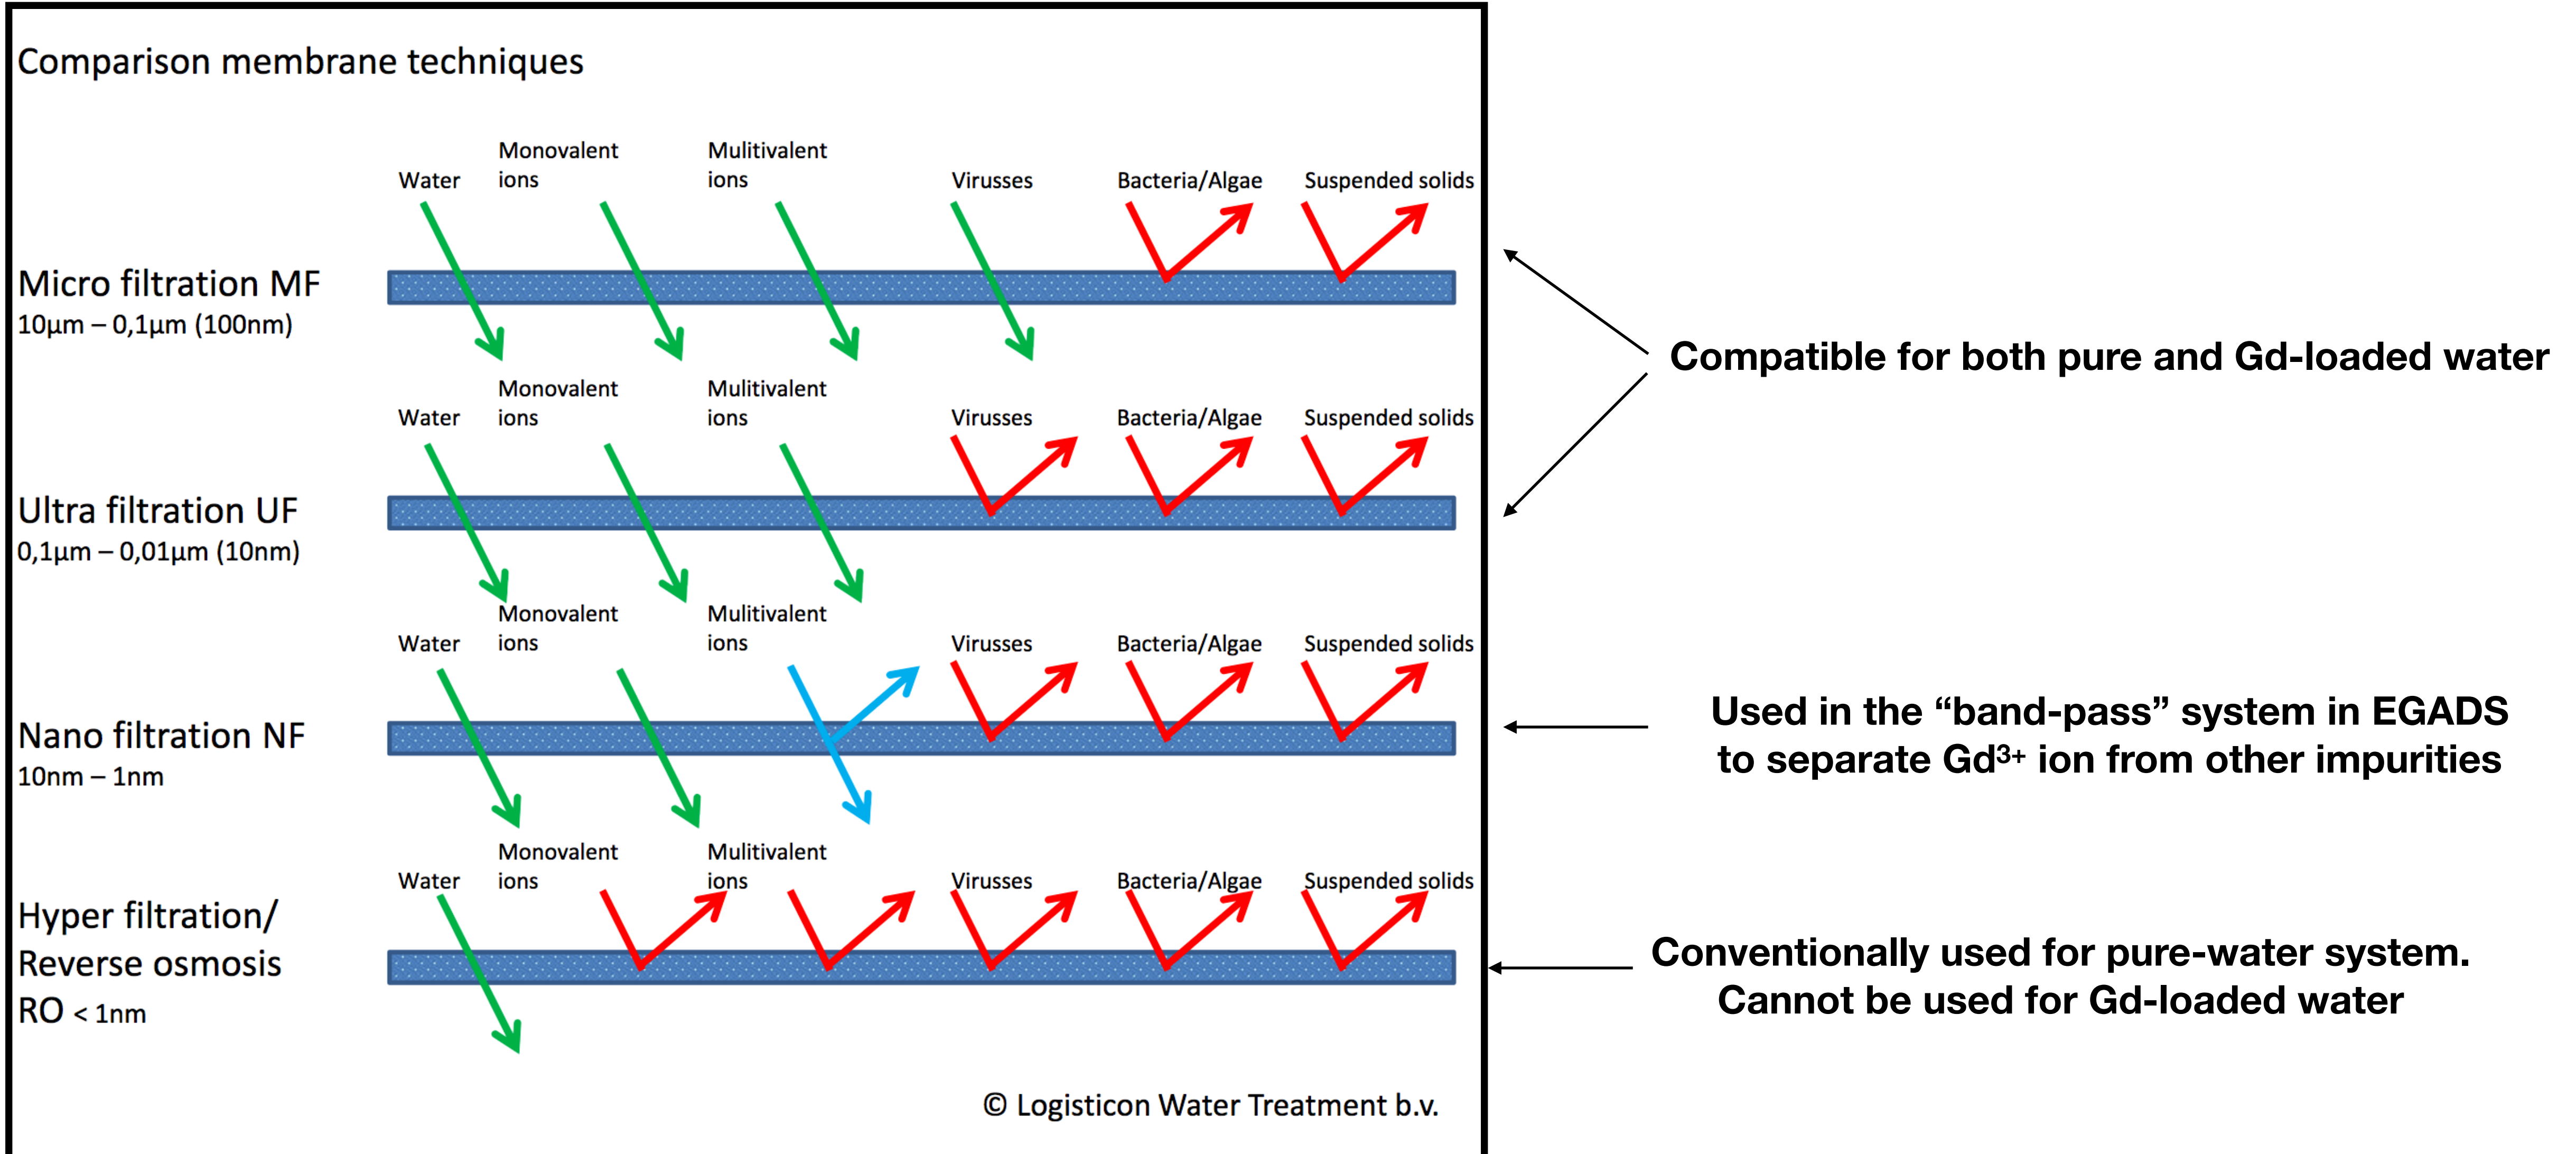 Comparison membrane techniques
Water
Monovalent
ions
Mulitivalent
ions
Virusses
Bacteria/Algae
Suspended solids
Micro filtration MF
10µm – 0,1µm (100nm)
Compatible for both pure and Gd-loaded water
Water
Monovalent
ions
Mulitivalent
ions
Virusses
Bacteria/Algae
Suspended solids
Ultra filtration UF
0,1µm – 0,01µm (10nm)
Water
Monovalent
ions
Mulitivalent
ions
Virusses
Bacteria/Algae
Suspended solids
Nano filtration NF
10nm – 1nm
Used in the “band-pass” system in EGADS
to separate Gd³⁺ ion from other impurities
Water
Monovalent
ions
Mulitivalent
ions
Virusses
Bacteria/Algae
Suspended solids
Hyper filtration/
Reverse osmosis
RO < 1nm
Conventionally used for pure-water system.
Cannot be used for Gd-loaded water
© Logisticon Water Treatment b.v.